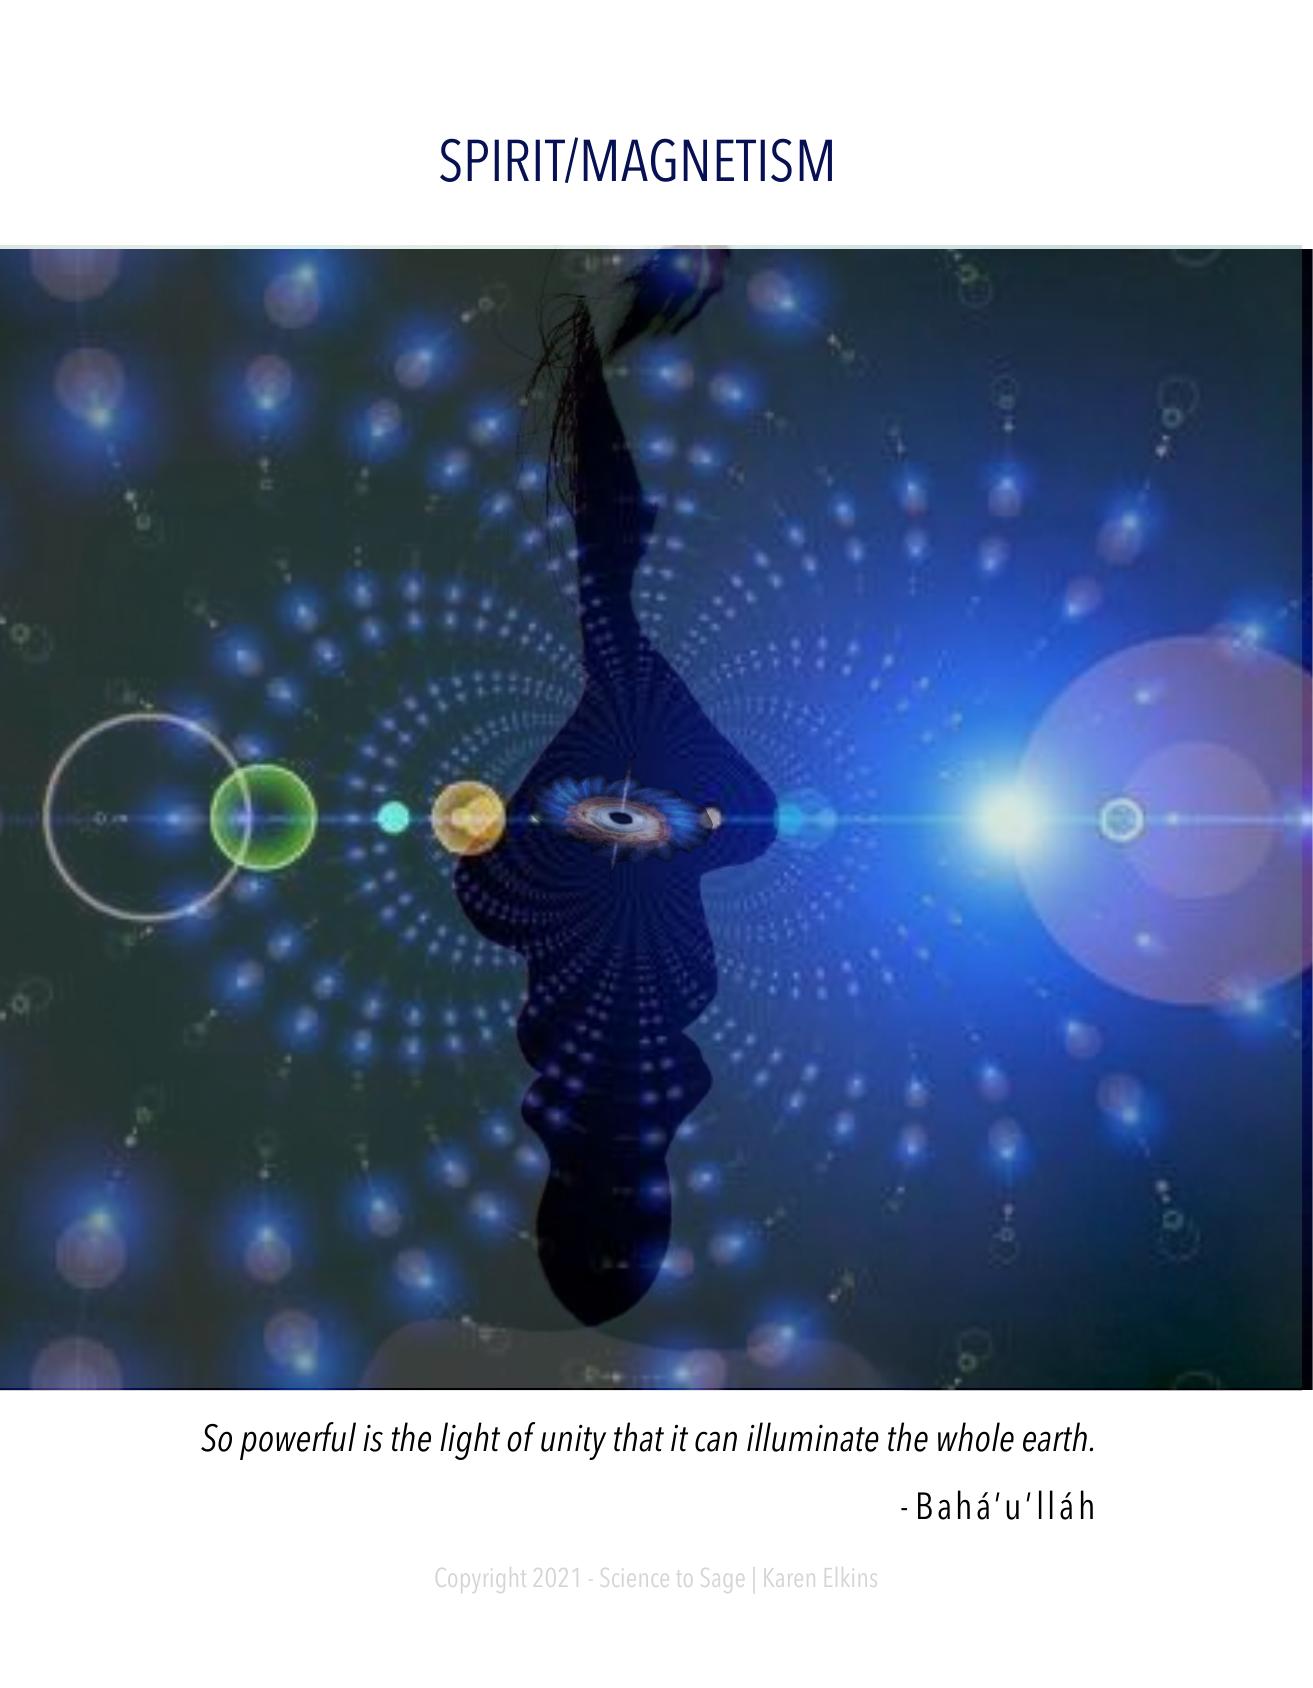 SPIRIT/MAGNETISM
So powerful is the light of unity that it can illuminate the whole earth.
- Bahá'u'lláh
Copyright 2021 - Science to Sage | Karen Elkins